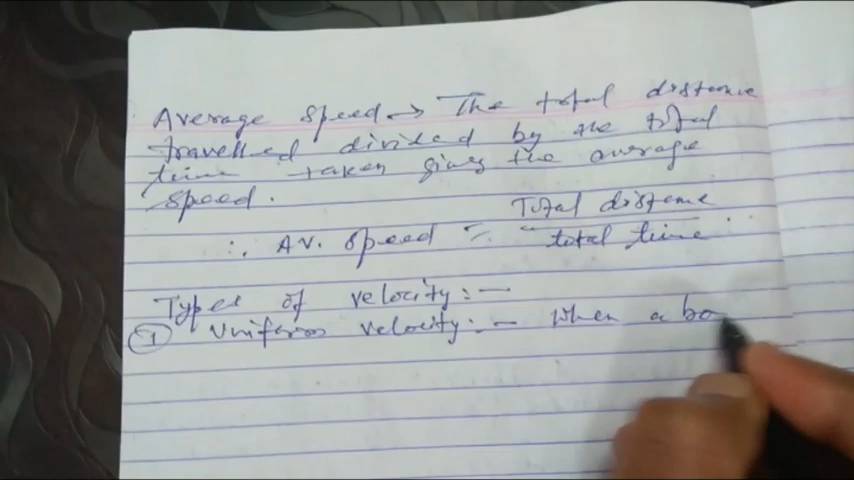 Average speed → The total distance
travelled divided by the total
time taken gives the average
speed.
Total distance
∴ Av. speed = total time
Types of velocity:—
① Uniform velocity:— When a bo